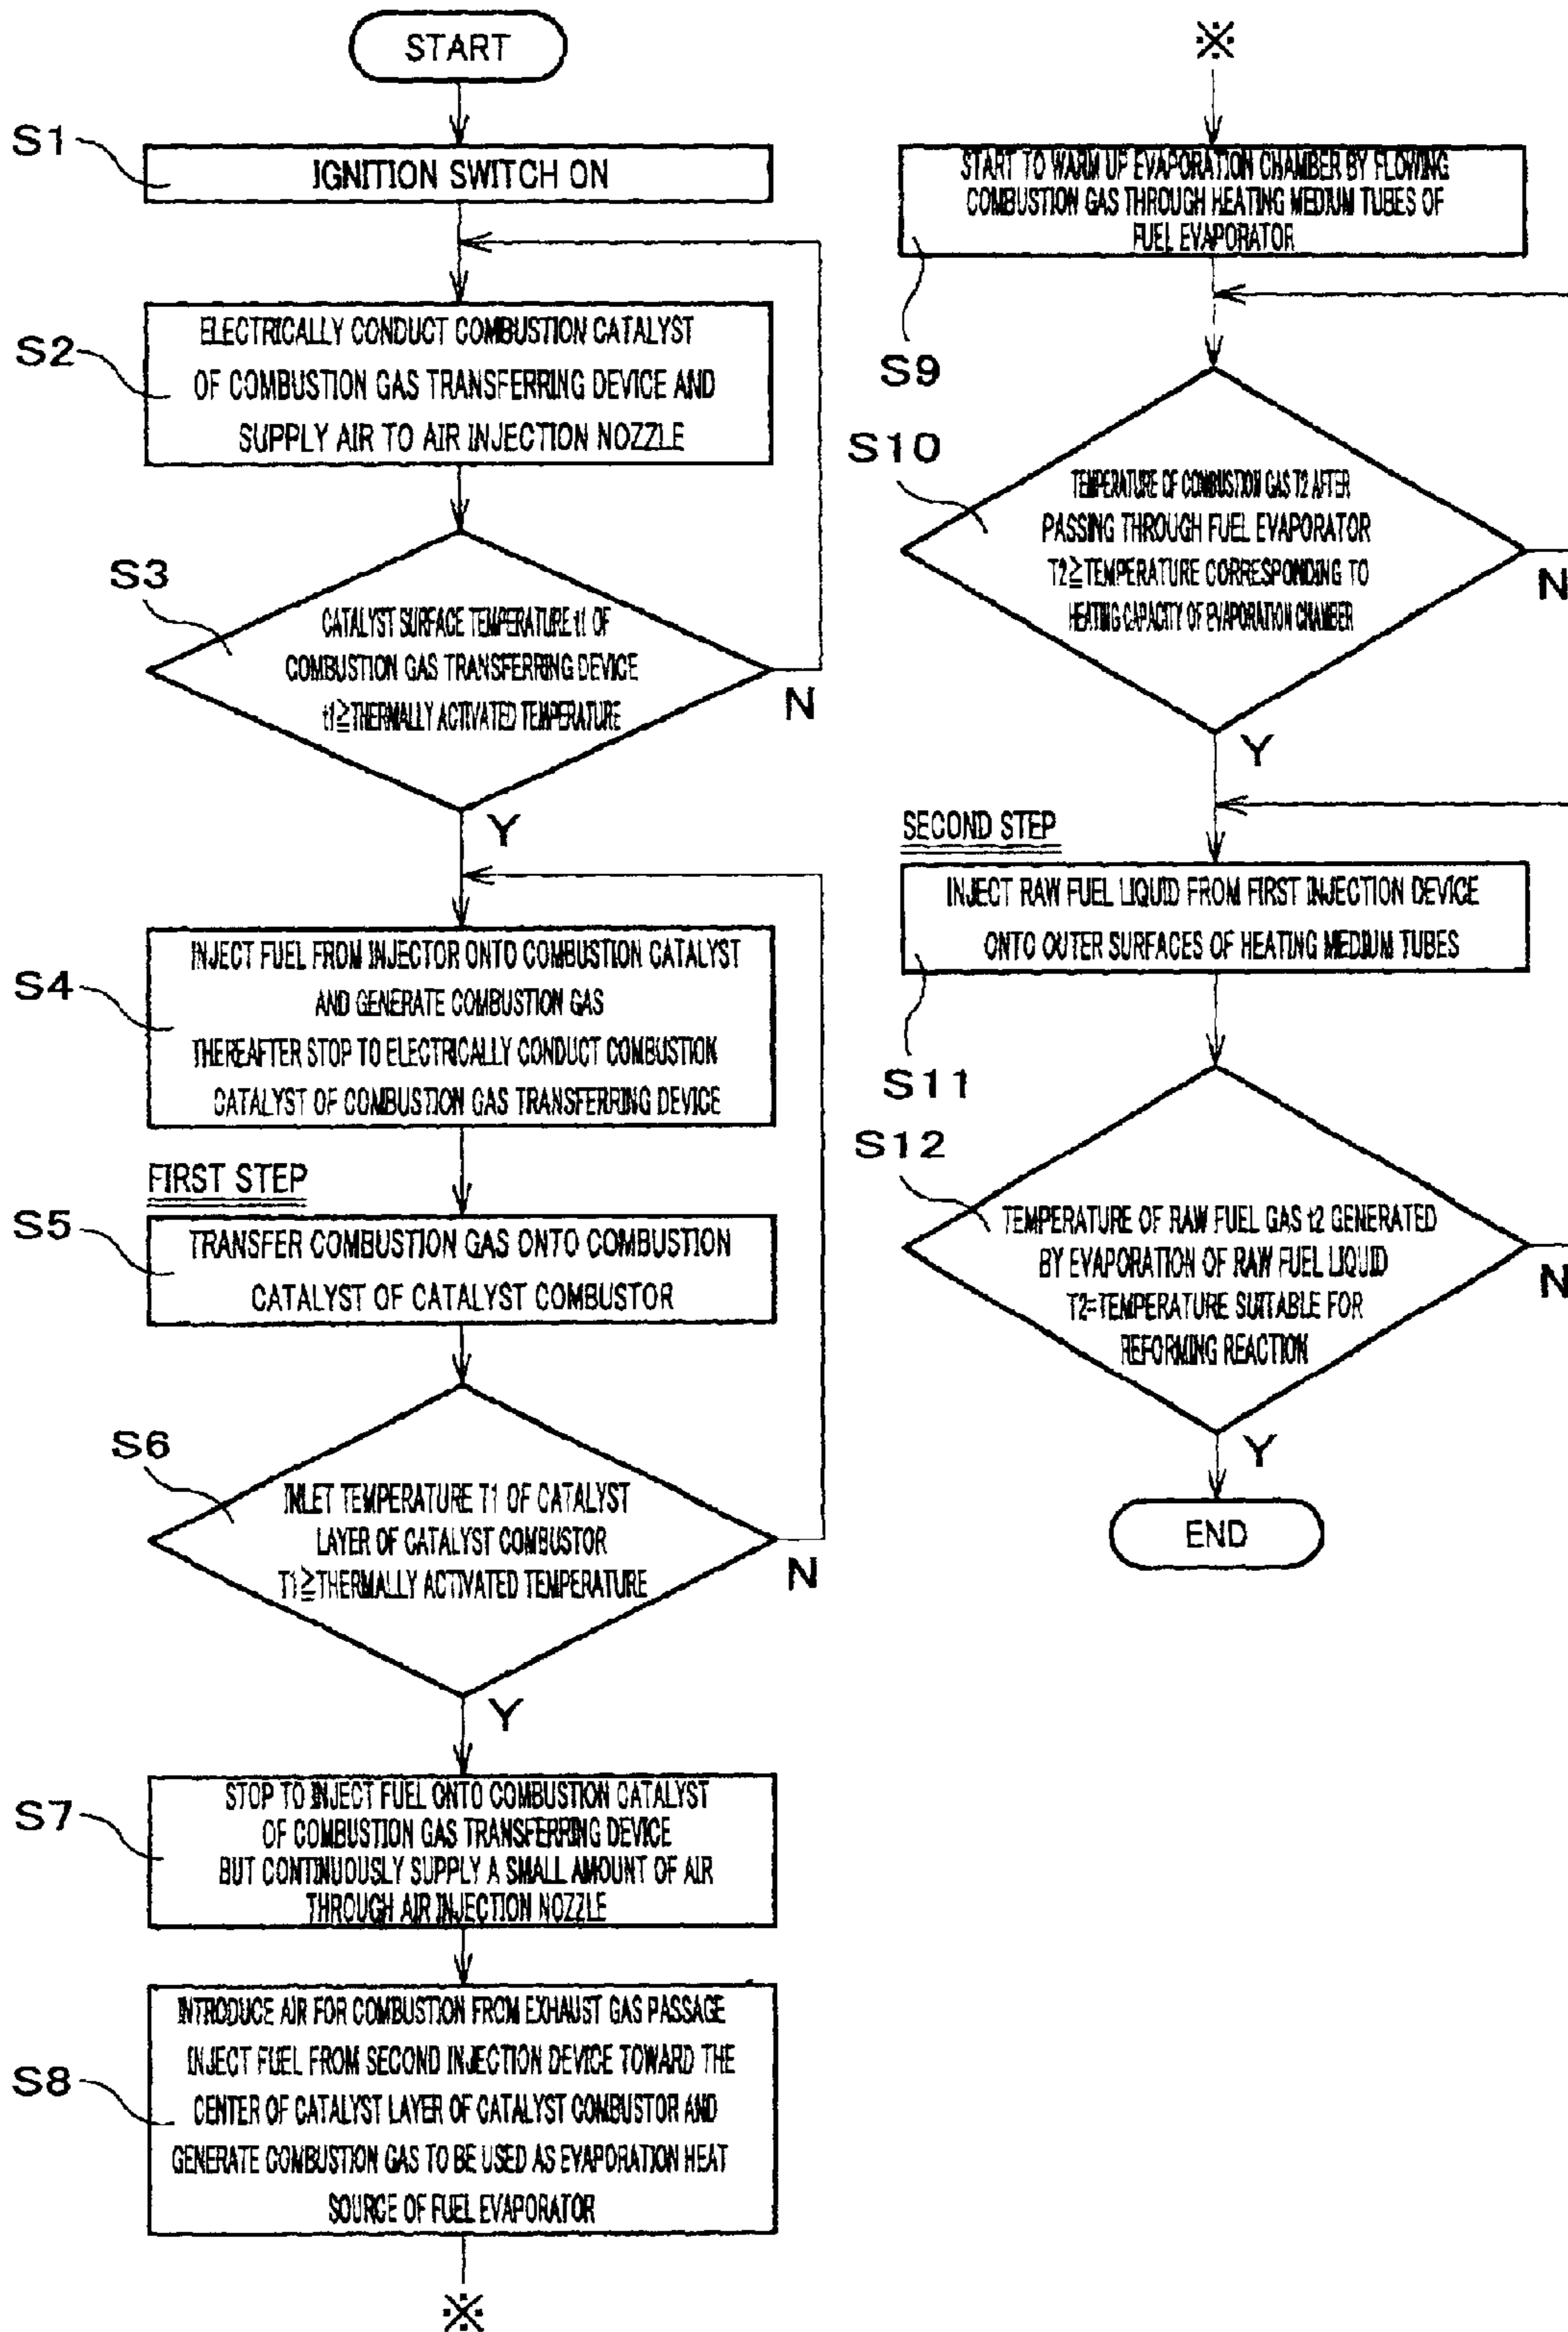 START
S1
IGNITION SWITCH ON
S2
ELECTRICALLY CONDUCT COMBUSTION CATALYST
OF COMBUSTION GAS TRANSFERRING DEVICE AND
SUPPLY AIR TO AIR INJECTION NOZZLE
S3
CATALYST SURFACE TEMPERATURE t1 OF
COMBUSTION GAS TRANSFERRING DEVICE
t1≧THERMALLY ACTIVATED TEMPERATURE
N
Y
S4
INJECT FUEL FROM INJECTOR ONTO COMBUSTION CATALYST
AND GENERATE COMBUSTION GAS
THEREAFTER STOP TO ELECTRICALLY CONDUCT COMBUSTION
CATALYST OF COMBUSTION GAS TRANSFERRING DEVICE
FIRST STEP
S5
TRANSFER COMBUSTION GAS ONTO COMBUSTION
CATALYST OF CATALYST COMBUSTOR
S6
INLET TEMPERATURE T1 OF CATALYST
LAYER OF CATALYST COMBUSTOR
T1≧THERMALLY ACTIVATED TEMPERATURE
N
Y
S7
STOP TO INJECT FUEL ONTO COMBUSTION CATALYST
OF COMBUSTION GAS TRANSFERRING DEVICE
BUT CONTINUOUSLY SUPPLY A SMALL AMOUNT OF AIR
THROUGH AIR INJECTION NOZZLE
S8
INTRODUCE AIR FOR COMBUSTION FROM EXHAUST GAS PASSAGE
INJECT FUEL FROM SECOND INJECTION DEVICE TOWARD THE
CENTER OF CATALYST LAYER OF CATALYST COMBUSTOR AND
GENERATE COMBUSTION GAS TO BE USED AS EVAPORATION HEAT
SOURCE OF FUEL EVAPORATOR
※
※
START TO WARM UP EVAPORATION CHAMBER BY FLOWING
COMBUSTION GAS THROUGH HEATING MEDIUM TUBES OF
FUEL EVAPORATOR
S9
S10
TEMPERATURE OF COMBUSTION GAS T2 AFTER
PASSING THROUGH FUEL EVAPORATOR
T2≧TEMPERATURE CORRESPONDING TO
HEATING CAPACITY OF EVAPORATION CHAMBER
N
Y
SECOND STEP
INJECT RAW FUEL LIQUID FROM FIRST INJECTION DEVICE
ONTO OUTER SURFACES OF HEATING MEDIUM TUBES
S11
S12
TEMPERATURE OF RAW FUEL GAS t2 GENERATED
BY EVAPORATION OF RAW FUEL LIQUID
T2=TEMPERATURE SUITABLE FOR
REFORMING REACTION
N
Y
END